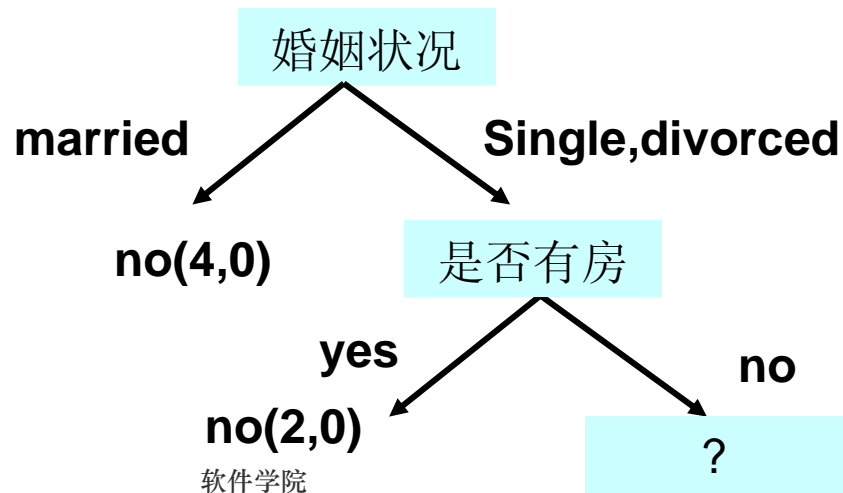 婚姻状况
married
Single,divorced
no(4,0)
是否有房
yes
no
no(2,0)
?
软件学院